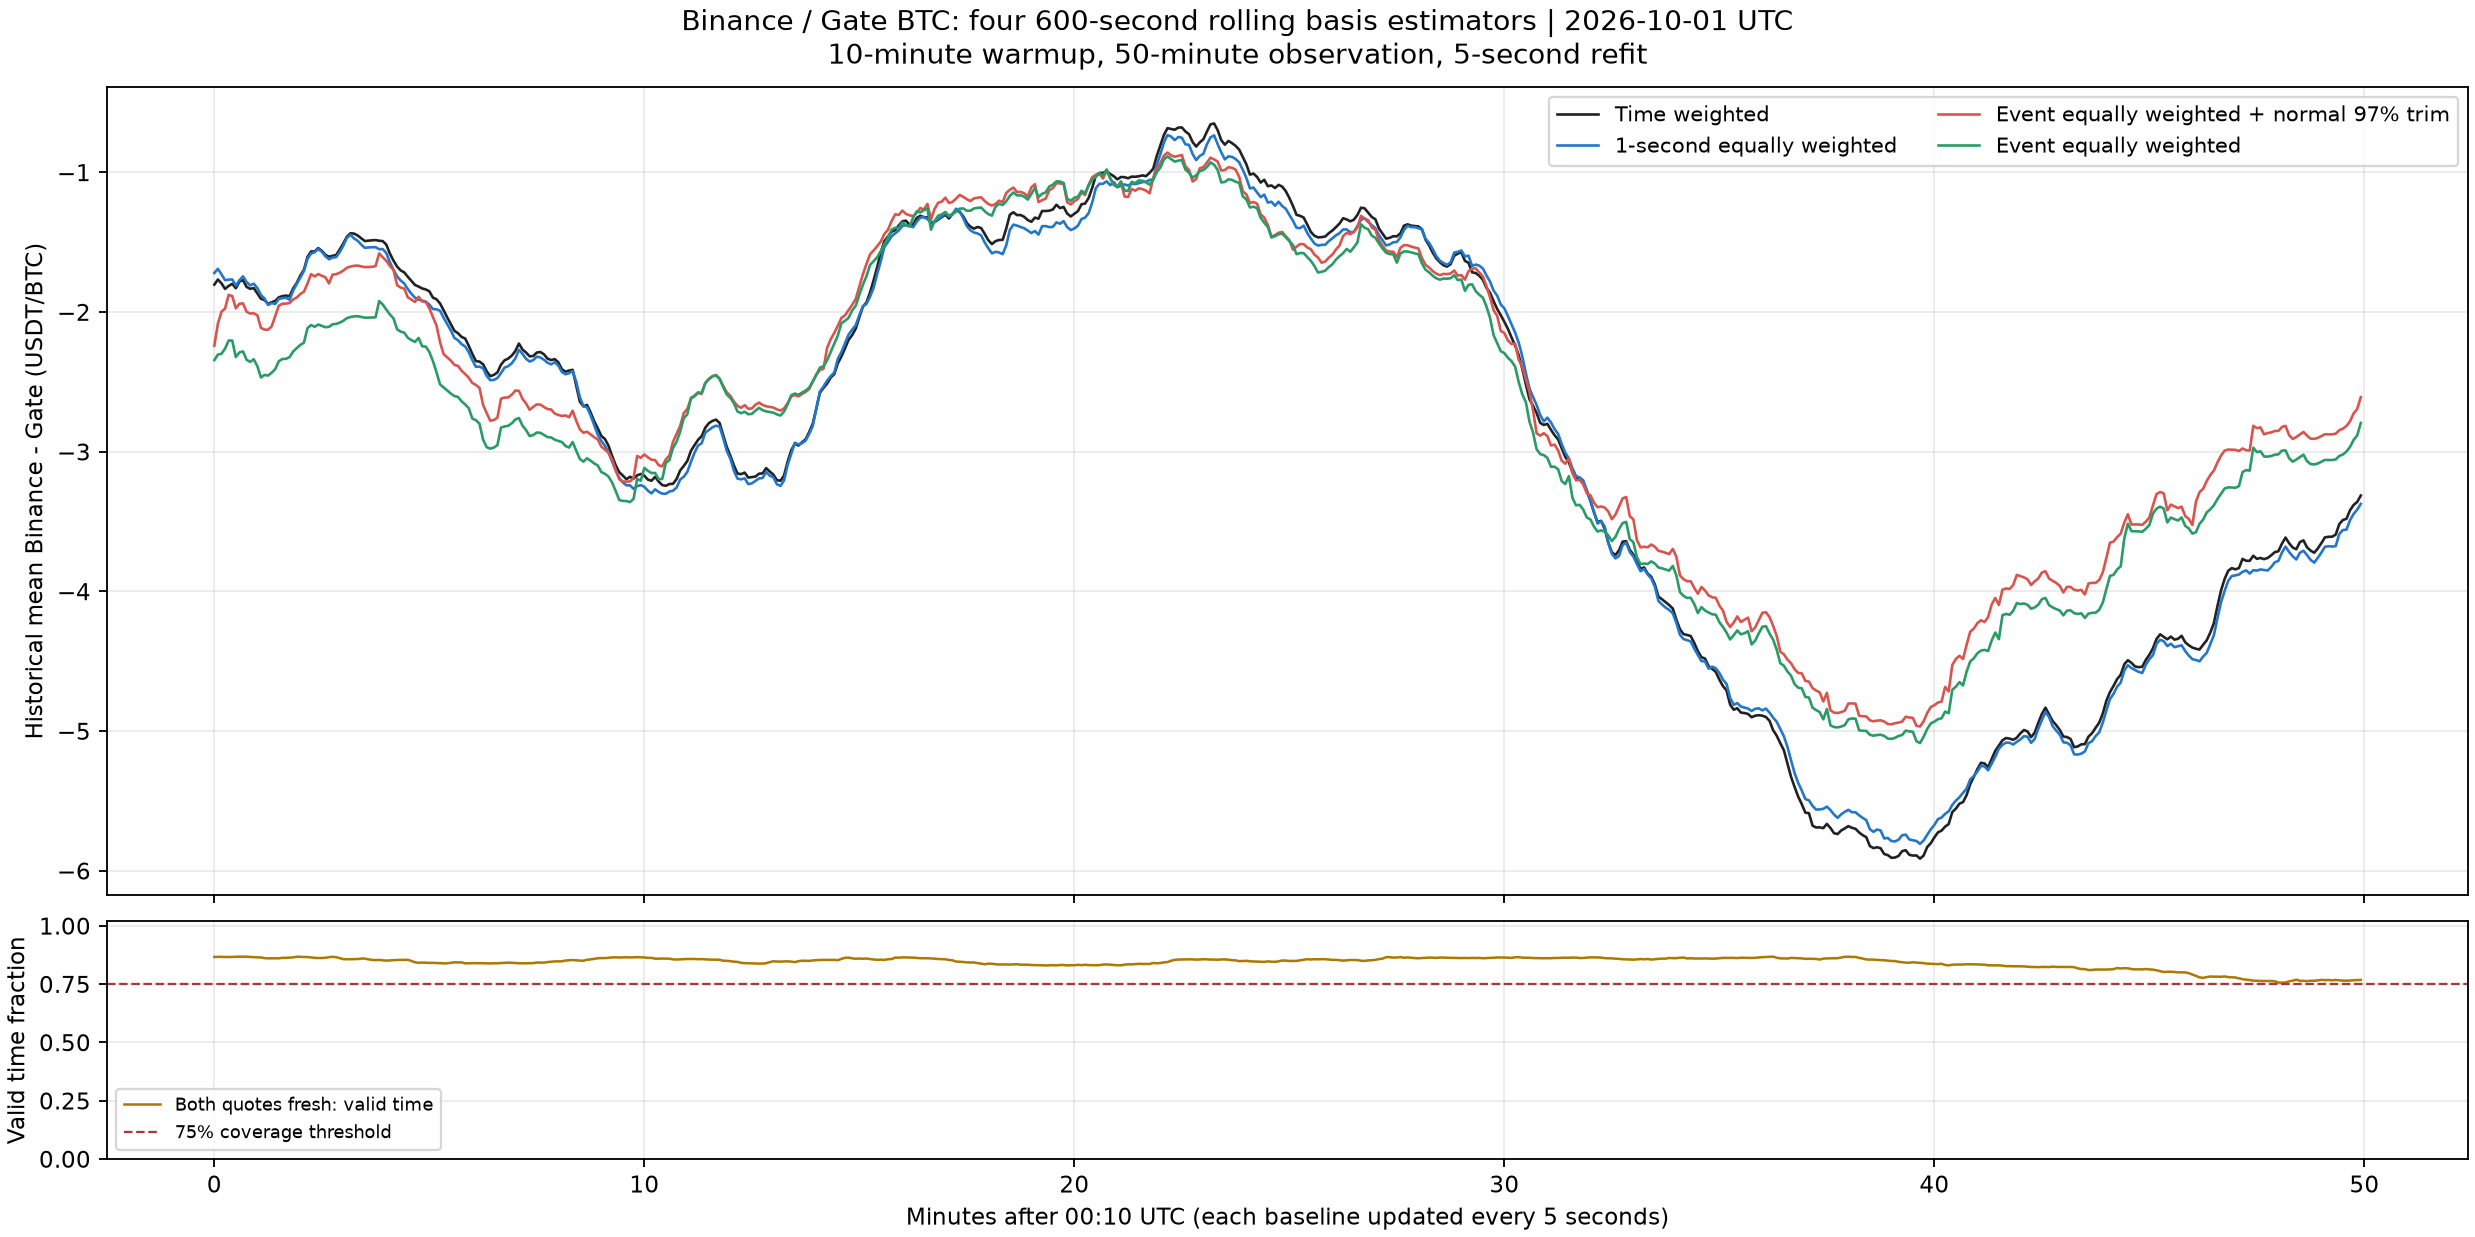 Binance / Gate BTC: four 600-second rolling basis estimators | 2026-10-01 UTC
10-minute warmup, 50-minute observation, 5-second refit
Time weighted
1-second equally weighted
Event equally weighted + normal 97% trim
Event equally weighted
Historical mean Binance - Gate (USDT/BTC)
−1
−2
−3
−4
−5
−6
Valid time fraction
1.00
0.75
0.50
0.25
0.00
Both quotes fresh: valid time
75% coverage threshold
0
10
20
30
40
50
Minutes after 00:10 UTC (each baseline updated every 5 seconds)